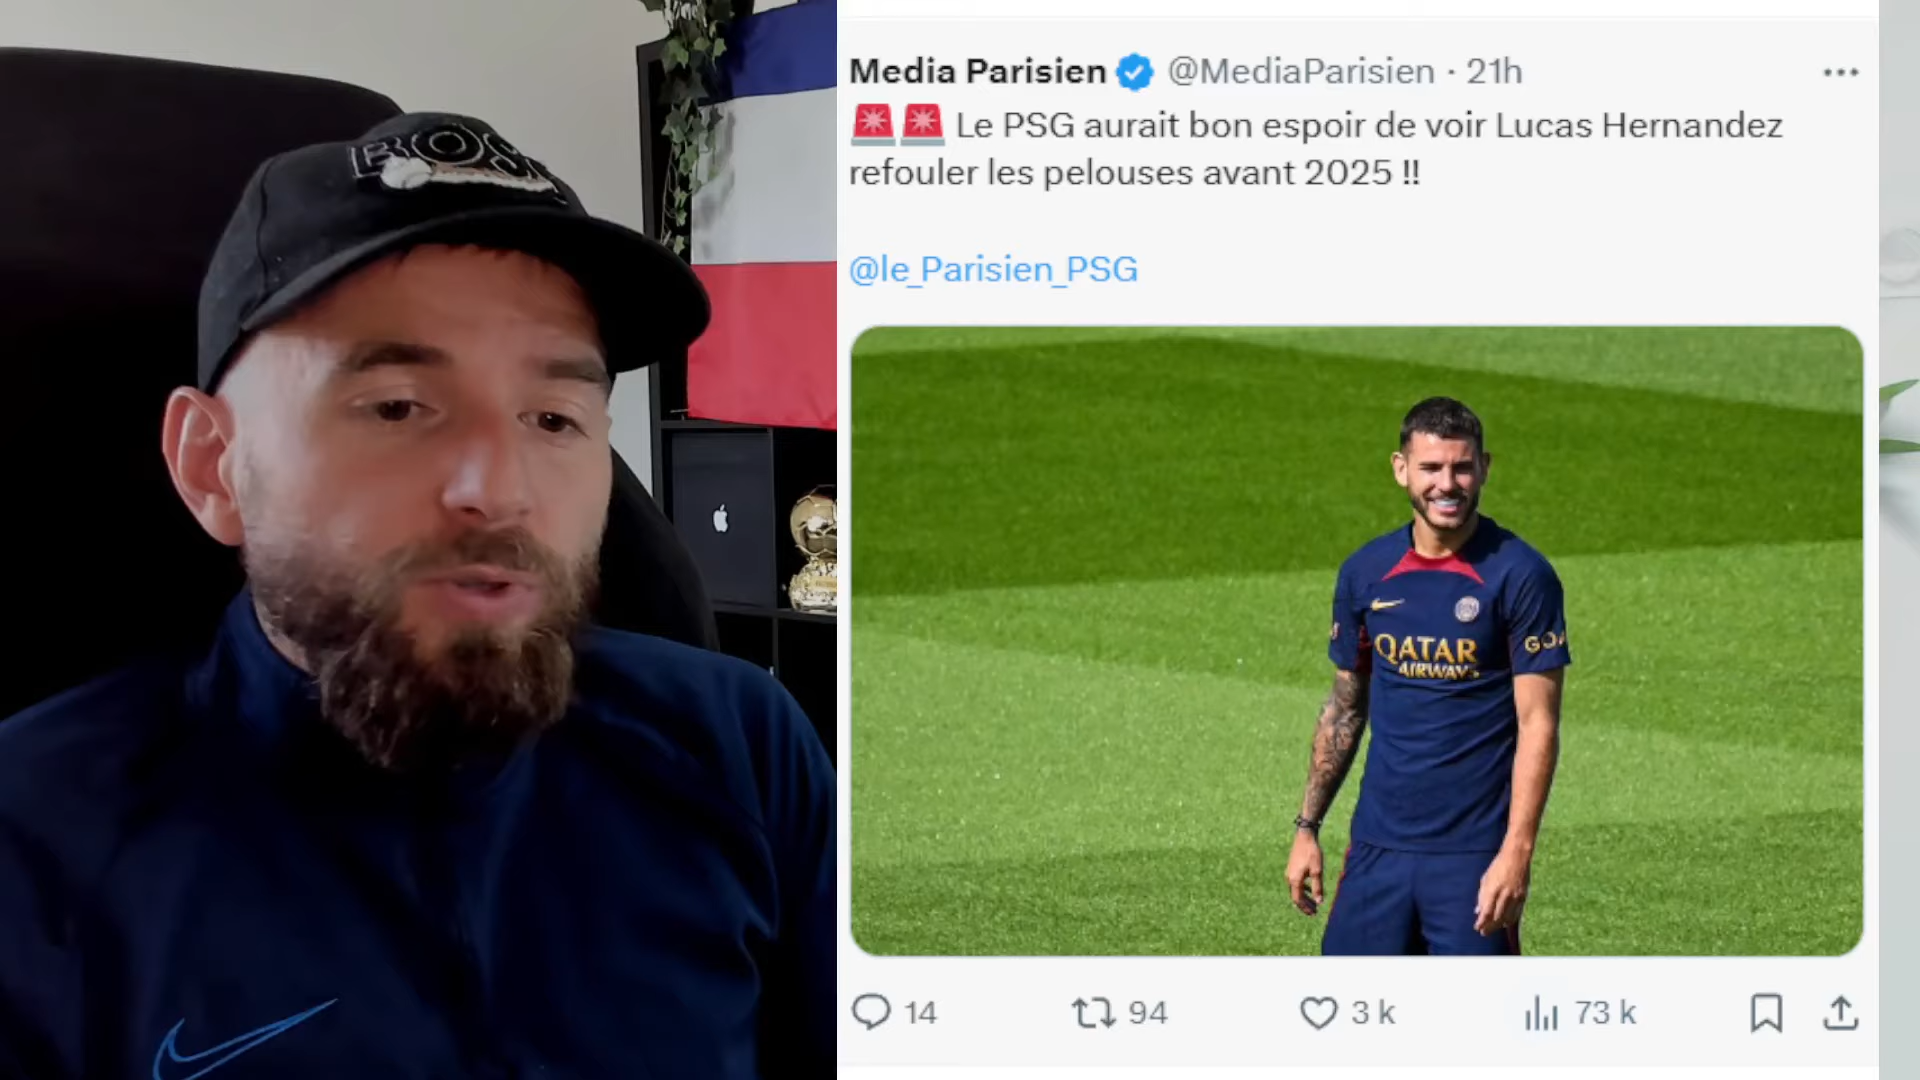 Media Parisien @MediaParisien · 21h
🚨🚨 Le PSG aurait bon espoir de voir Lucas Hernandez
refouler les pelouses avant 2025 !!
@le_Parisien_PSG
QATAR
AIRWAYS
14
94
3 k
73 k